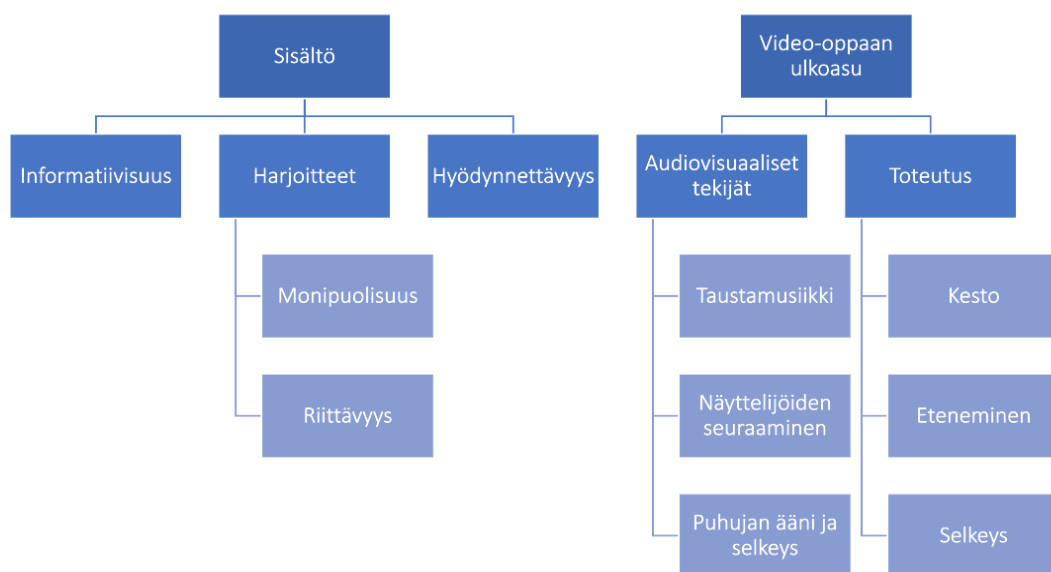 Sisältö
Video-oppaan
ulkoasu
Informatiivisuus
Harjoitteet
Hyödynnettävyys
Audiovisuaaliset
tekijät
Toteutus
Monipuolisuus
Taustamusiikki
Kesto
Riittävyys
Näyttelijöiden
seuraaminen
Eteneminen
Puhujan ääni ja
selkeys
Selkeys